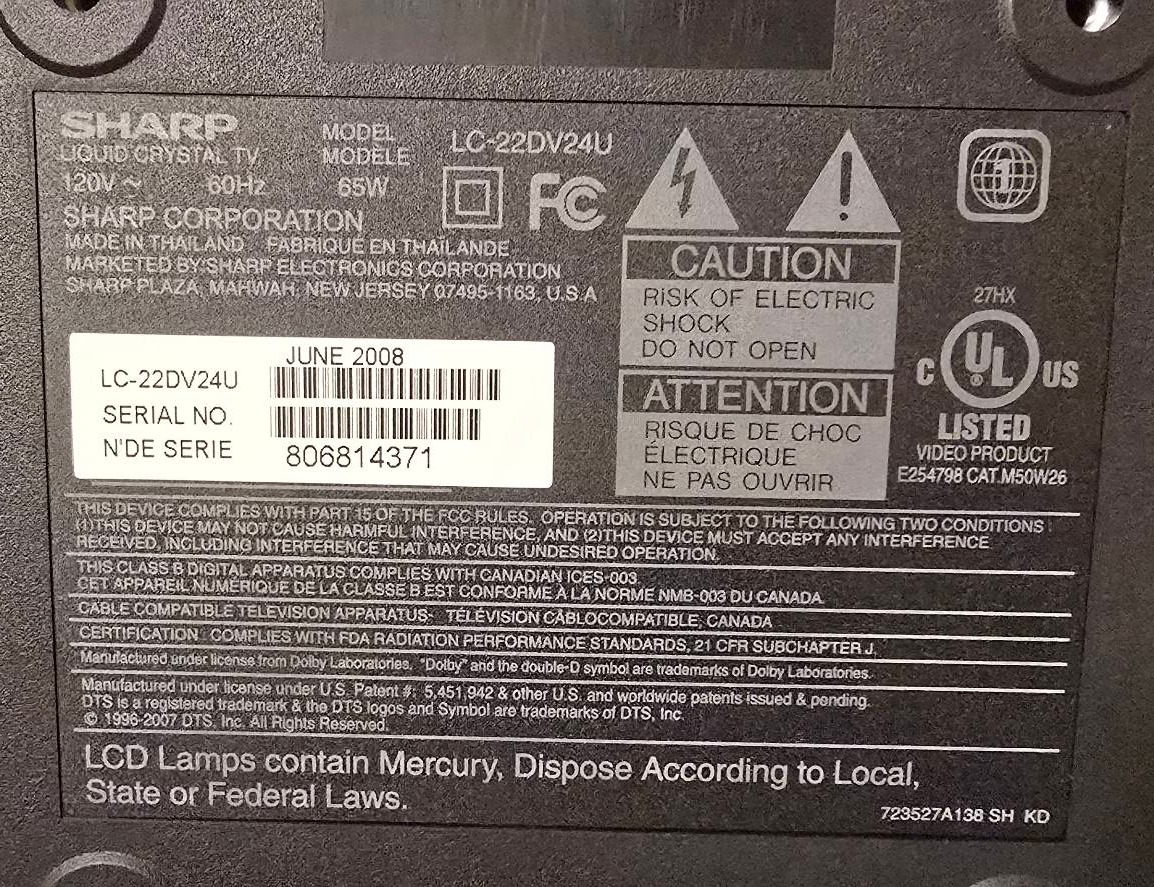 SHARP
LIQUID CRYSTAL TV
MODEL
MODELE
LC-22DV24U
120V ~ 60Hz 65W
FC
SHARP CORPORATION
MADE IN THAILAND FABRIQUE EN THAÏLANDE
MARKETED BY:SHARP ELECTRONICS CORPORATION
SHARP PLAZA, MAHWAH, NEW JERSEY 07495-1163, U.S.A
CAUTION
RISK OF ELECTRIC
SHOCK
DO NOT OPEN
ATTENTION
RISQUE DE CHOC
ÉLECTRIQUE
NE PAS OUVRIR
1
27HX
C UL US
®
LISTED
VIDEO PRODUCT
E254798 CAT.M50W26
JUNE 2008
LC-22DV24U
SERIAL NO.
N'DE SERIE
806814371
THIS DEVICE COMPLIES WITH PART 15 OF THE FCC RULES. OPERATION IS SUBJECT TO THE FOLLOWING TWO CONDITIONS :
(1)THIS DEVICE MAY NOT CAUSE HARMFUL INTERFERENCE, AND (2)THIS DEVICE MUST ACCEPT ANY INTERFERENCE
RECEIVED, INCLUDING INTERFERENCE THAT MAY CAUSE UNDESIRED OPERATION.
THIS CLASS B DIGITAL APPARATUS COMPLIES WITH CANADIAN ICES-003.
CET APPAREIL NUMÉRIQUE DE LA CLASSE B EST CONFORME À LA NORME NMB-003 DU CANADA.
CABLE COMPATIBLE TELEVISION APPARATUS- TÉLÉVISION CÂBLOCOMPATIBLE, CANADA
CERTIFICATION : COMPLIES WITH FDA RADIATION PERFORMANCE STANDARDS, 21 CFR SUBCHAPTER J.
Manufactured under license from Dolby Laboratories. "Dolby" and the double-D symbol are trademarks of Dolby Laboratories.
Manufactured under license under U.S. Patent #: 5,451,942 & other U.S. and worldwide patents issued & pending.
DTS is a registered trademark & the DTS logos and Symbol are trademarks of DTS, Inc.
© 1996-2007 DTS, Inc. All Rights Reserved.
LCD Lamps contain Mercury, Dispose According to Local,
State or Federal Laws.
723527A138 SH KD